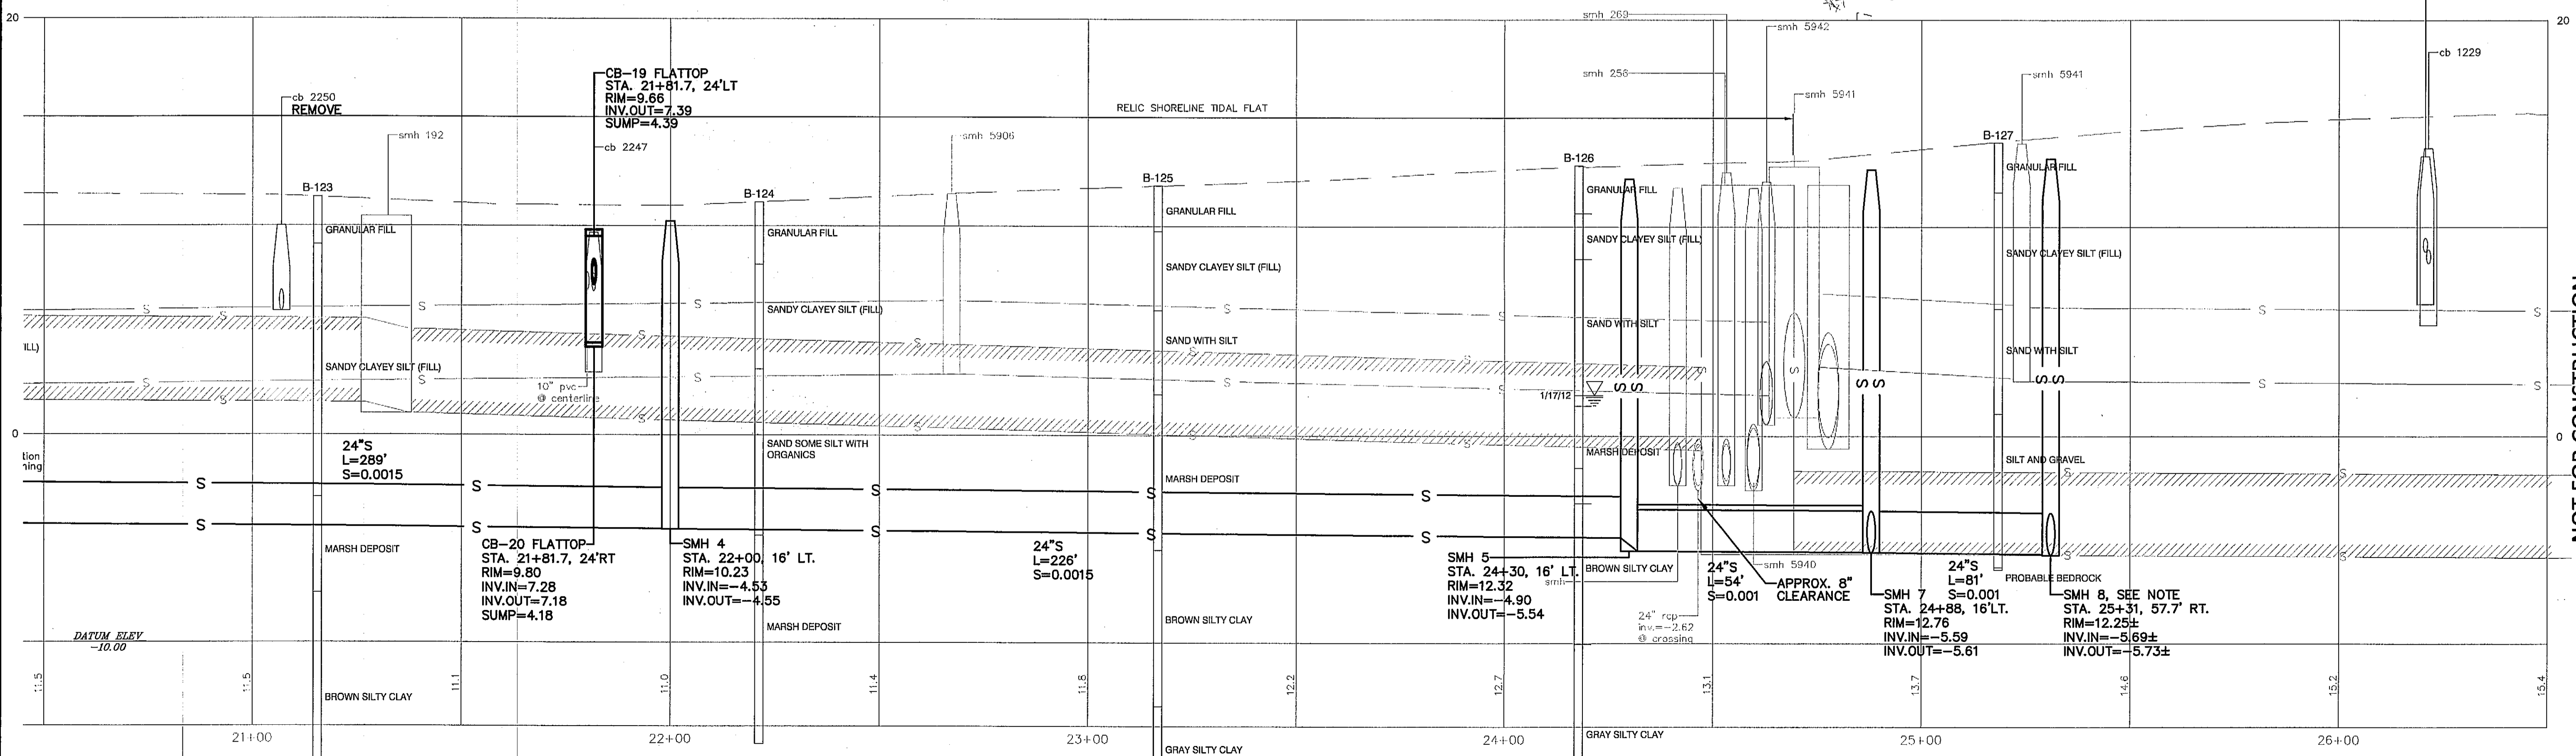 20
20
cb 2250
REMOVE
smh 192
CB-19 FLATTOP
STA. 21+81.7, 24'LT
RIM=9.66
INV.OUT=7.39
SUMP=4.39
cb 2247
smh 5906
RELIC SHORELINE TIDAL FLAT
smh 269
smh 5942
smh 256
smh 5941
smh 5941
cb 1229
B-123
GRANULAR FILL
SANDY CLAYEY SILT (FILL)
MARSH DEPOSIT
BROWN SILTY CLAY
B-124
GRANULAR FILL
SANDY CLAYEY SILT (FILL)
SAND SOME SILT WITH
ORGANICS
MARSH DEPOSIT
B-125
GRANULAR FILL
SANDY CLAYEY SILT (FILL)
SAND WITH SILT
MARSH DEPOSIT
BROWN SILTY CLAY
GRAY SILTY CLAY
B-126
GRANULAR FILL
SANDY CLAYEY SILT (FILL)
SAND WITH SILT
1/17/12
MARSH DEPOSIT
BROWN SILTY CLAY
GRAY SILTY CLAY
B-127
GRANULAR FILL
SANDY CLAYEY SILT (FILL)
SAND WITH SILT
SILT AND GRAVEL
PROBABLE BEDROCK
ILL)
0
0
tion
ning
10" pvc
@ centerline
24"S
L=289'
S=0.0015
CB-20 FLATTOP
STA. 21+81.7, 24'RT
RIM=9.80
INV.IN=7.28
INV.OUT=7.18
SUMP=4.18
SMH 4
STA. 22+00, 16' LT.
RIM=10.23
INV.IN=-4.53
INV.OUT=-4.55
24"S
L=226'
S=0.0015
SMH 5
STA. 24+30, 16' LT.
RIM=12.32
INV.IN=-4.90
INV.OUT=-5.54
smh
24" rcp
inv.=-2.62
@ crossing
24"S
L=54'
S=0.001
smh 5940
APPROX. 8"
CLEARANCE
SMH 7
STA. 24+88, 16'LT.
RIM=12.76
INV.IN=-5.59
INV.OUT=-5.61
24"S
L=81'
S=0.001
SMH 8, SEE NOTE
STA. 25+31, 57.7' RT.
RIM=12.25±
INV.IN=-5.69±
INV.OUT=-5.73±
NOT FOR CONSTRUCTION
DATUM ELEV
-10.00
11.5
11.5
11.1
11.0
11.4
11.8
12.2
12.7
13.1
13.7
14.6
15.2
15.4
21+00
22+00
23+00
24+00
25+00
26+00
S S S S S S S S S S S S S S S S S S S S S S S S S S S S S S S S S S S S S S